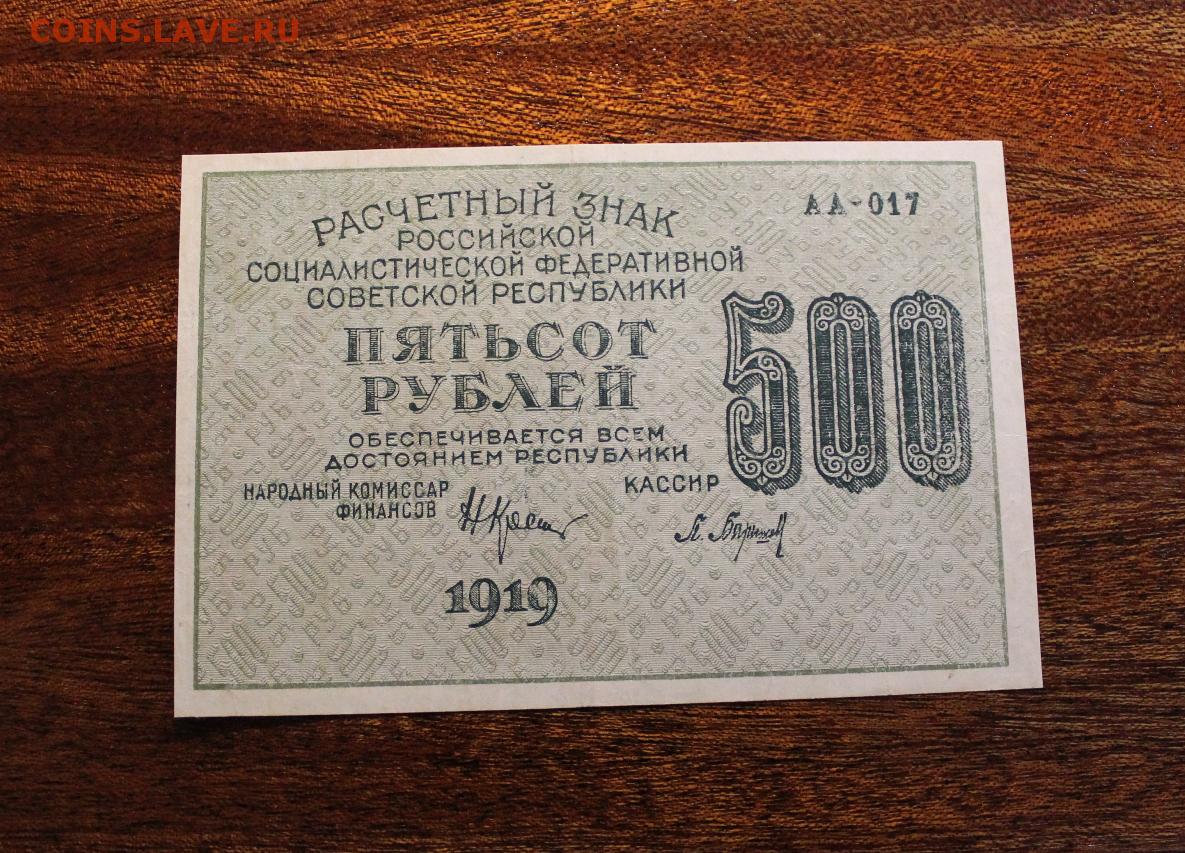 COINS.LAVE.RU
РАСЧЕТНЫЙ ЗНАК
АА-017
РОССИЙСКОЙ
СОЦИАЛИСТИЧЕСКОЙ ФЕДЕРАТИВНОЙ
СОВЕТСКОЙ РЕСПУБЛИКИ
ПЯТЬСОТ
РУБЛЕЙ
500
ОБЕСПЕЧИВАЕТСЯ ВСЕМ
ДОСТОЯНИЕМ РЕСПУБЛИКИ
НАРОДНЫЙ КОМИССАР
ФИНАНСОВ
КАССИР
1919